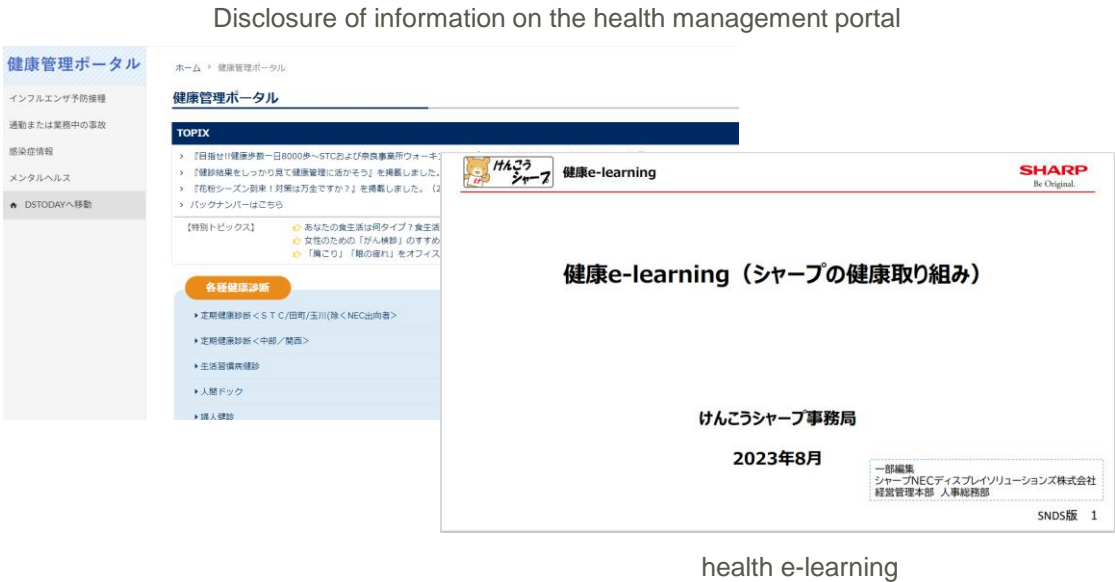 Disclosure of information on the health management portal
健康管理ポータル
インフルエンザ予防接種
通勤または業務中の事故
感染症情報
メンタルヘルス
DSTODAYへ移動
ホーム > 健康管理ポータル
健康管理ポータル
TOPIX
> 『目指せ!!健康歩数一日8000歩~STCおよび奈良事業所ウォーキ
> 『健診結果をしっかり見て健康管理に活かそう』を掲載しました。
> 『花粉シーズン到来！対策は万全ですか？』を掲載しました。（2
> バックナンバーはこちら
【特別トピックス】
あなたの食生活は何タイプ？食生活
女性のための「がん検診」のすすめ
「肩こり」「眼の疲れ」をオフィス
各種健康診断
定期健康診断＜ＳＴＣ/田町/玉川(除くNEC出向者＞
定期健康診断＜中部／関西＞
生活習慣病健診
人間ドック
婦人健診
けんこう
シャープ
健康e-learning
SHARP
Be Original.
健康e-learning（シャープの健康取り組み）
けんこうシャープ事務局
2023年8月
一部編集
シャープNECディスプレイソリューションズ株式会社
経営管理本部 人事総務部
SNDS版 1
health e-learning